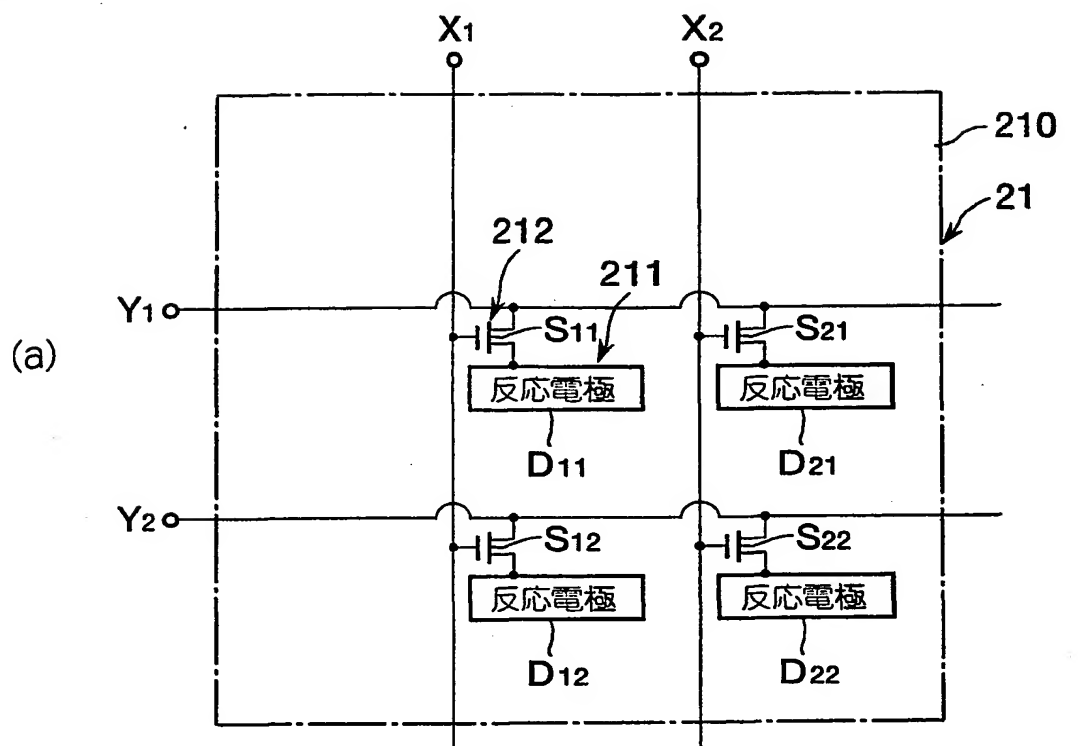 X1 X2
210
21
212
211
Y1
S11 S21
(a)
反応電極 反応電極
D11 D21
Y2
S12 S22
反応電極 反応電極
D12 D22